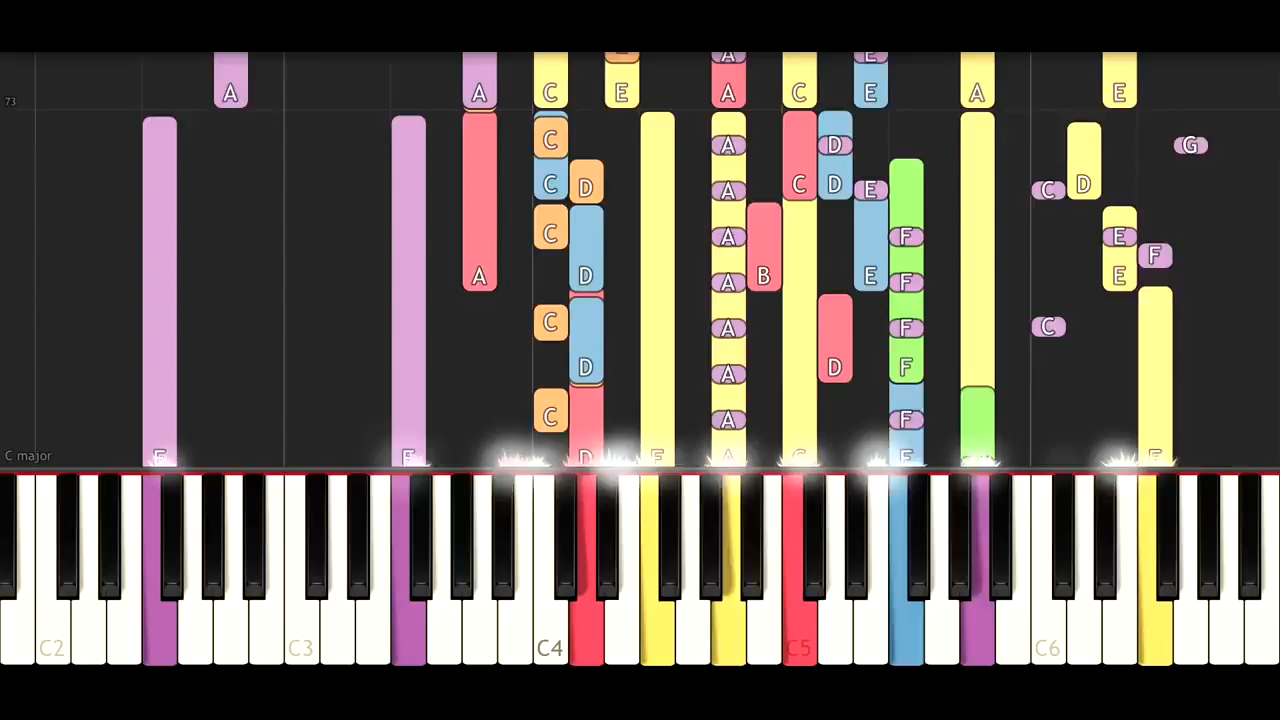 A A C E A A C E A E
73
C A G
C D A D
C D A C D E C D
C A B F E F
A D E F E
C A D F C
A D F
C A F
C major F F D F A C F F
C2 C3 C4 C5 C6